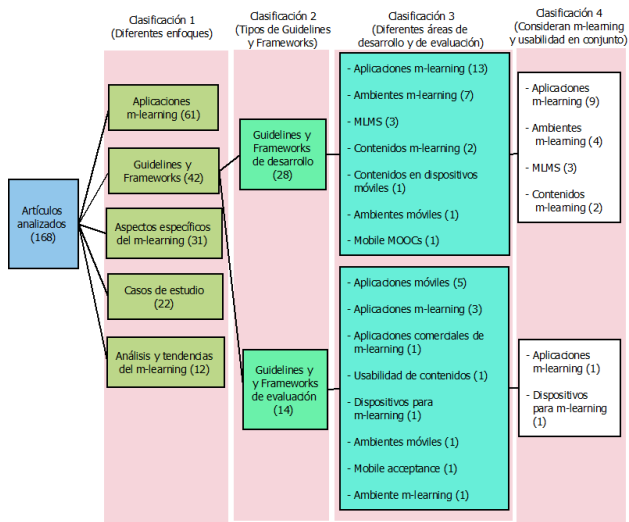 Clasificación 1
(Diferentes enfoques)
Clasificación 2
(Tipos de Guidelines
y Frameworks)
Clasificación 3
(Diferentes áreas de
desarrollo y de evaluación)
Clasificación 4
(Consideran m-learning
y usabilidad en conjunto)
Artículos
analizados
(168)
Aplicaciones
m-learning (61)
Guidelines y
Frameworks (42)
Aspectos específicos
del m-learning (31)
Casos de estudio
(22)
Análisis y tendencias
del m-learning (12)
Guidelines y
Frameworks
de desarrollo
(28)
Guidelines y
y Frameworks
de evaluación
(14)
- Aplicaciones m-learning (13)
- Ambientes m-learning (7)
- MLMS (3)
- Contenidos m-learning (2)
- Contenidos en dispositivos
móviles (1)
- Ambientes móviles (1)
- Mobile MOOCs (1)
- Aplicaciones móviles (5)
- Aplicaciones m-learning (3)
- Aplicaciones comerciales de
m-learning (1)
- Usabilidad de contenidos (1)
- Dispositivos para
m-learning (1)
- Ambientes móviles (1)
- Mobile acceptance (1)
- Ambiente m-learning (1)
- Aplicaciones
m-learning (9)
- Ambientes
m-learning (4)
- MLMS (3)
- Contenidos
m-learning (2)
- Aplicaciones
m-learning (1)
- Dispositivos
para m-learning
(1)